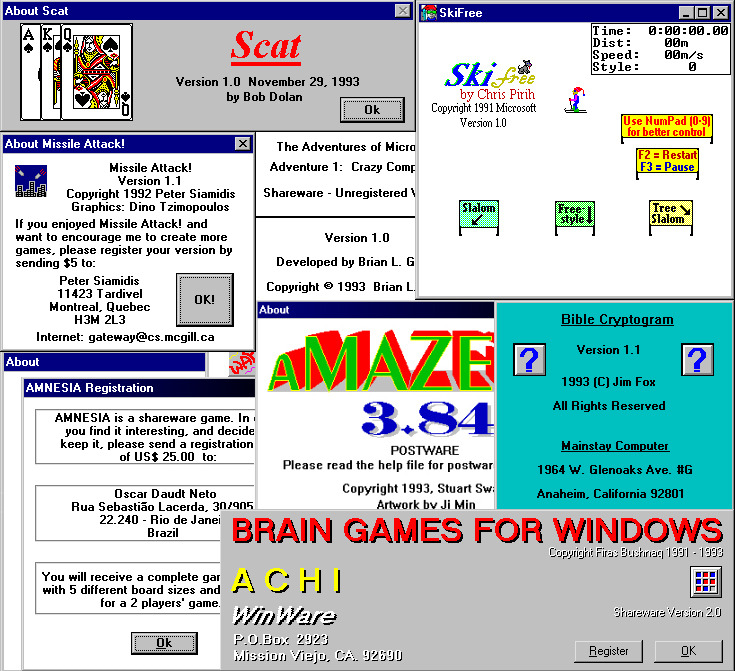 About Scat
A
K
Q
Q
Scat
Version 1.0 November 29, 1993
by Bob Dolan
Ok
SkiFree
Time: 0:00:00.00
Dist: 00m
Speed: 00m/s
Style: 0
Ski free
by Chris Pirih
Copyright 1991 Microsoft
Version 1.0
Use NumPad (0-9)
for better control
F2 = Restart
F3 = Pause
Slalom
Free-
style
Tree
Slalom
About Missile Attack!
Missile Attack!
Version 1.1
Copyright 1992 Peter Siamidis
Graphics: Dino Tzimopoulos
If you enjoyed Missile Attack! and
want to encourage me to create more
games, please register your version by
sending $5 to:
Peter Siamidis
11423 Tardivel
Montreal, Quebec
H3M 2L3
OK!
Internet: gateway@cs.mcgill.ca
The Adventures of Micro
Adventure 1: Crazy Comp
Shareware - Unregistered V
Version 1.0
Developed by Brian L. G
Copyright © 1993 Brian L.
About
AMAZE
3.84
POSTWARE
Please read the help file for postwar
Copyright 1993, Stuart Swa
Artwork by Ji Min
Bible Cryptogram
?
Version 1.1
?
1993 (C) Jim Fox
All Rights Reserved
Mainstay Computer
1964 W. Glenoaks Ave. #G
Anaheim, California 92801
About
AMNESIA Registration
AMNESIA is a shareware game. In
you find it interesting, and decide
keep it, please send a registration
of US$ 25.00 to:
Oscar Daudt Neto
Rua Sebastião Lacerda, 30/905
22.240 - Rio de Janei
Brazil
You will receive a complete gam
with 5 different board sizes and
for a 2 players' game.
Ok
BRAIN GAMES FOR WINDOWS
Copyright Firas Bushnaq 1991 - 1993
ACHI
WinWare
Shareware Version 2.0
P.O Box 2923
Mission Viejo, CA. 92690
Register
OK